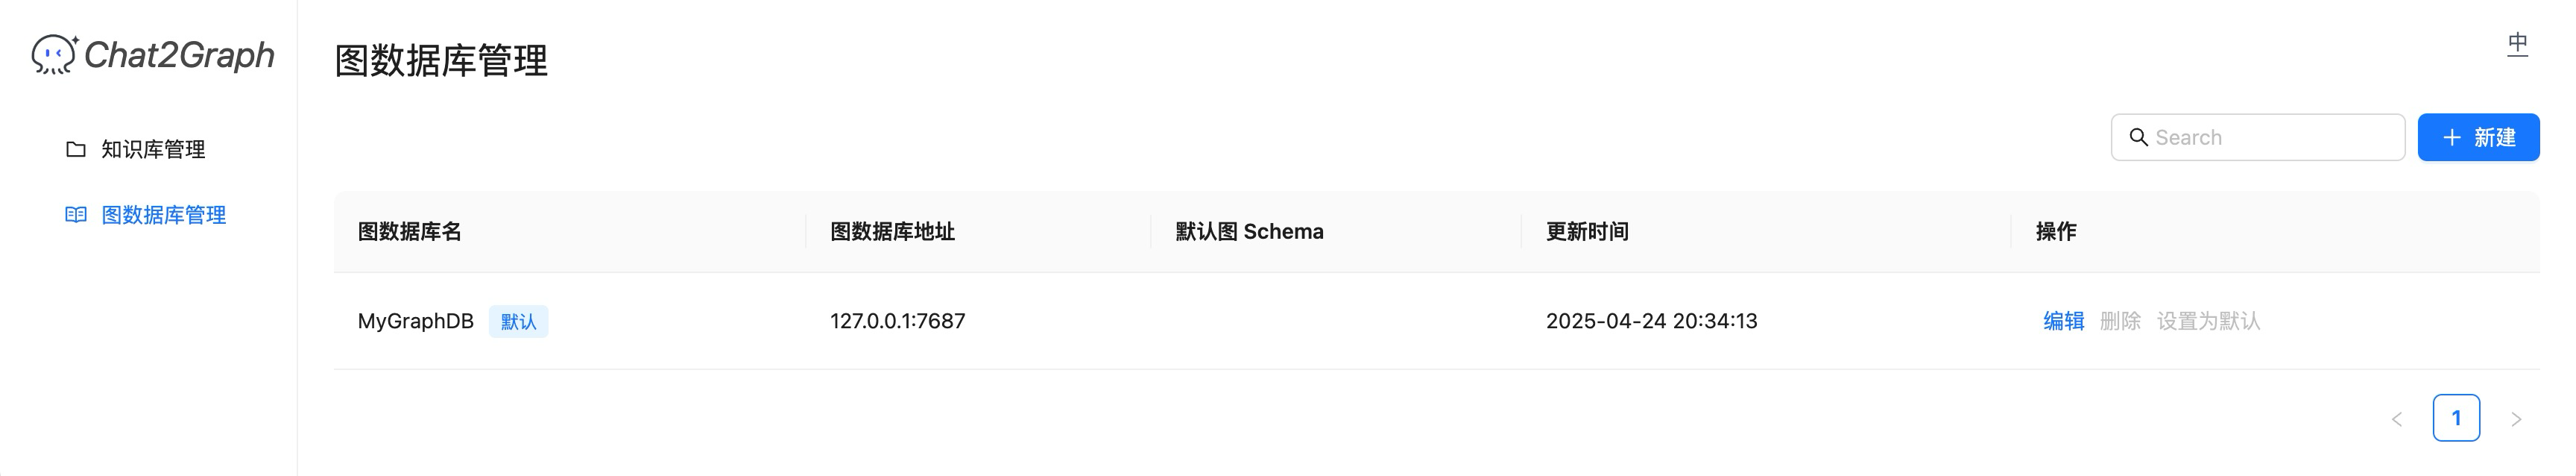 Chat2Graph
知识库管理
图数据库管理
图数据库管理
中
Search
新建
图数据库名 图数据库地址 默认图 Schema 更新时间 操作
MyGraphDB 默认 127.0.0.1:7687 2025-04-24 20:34:13 编辑 删除 设置为默认
1